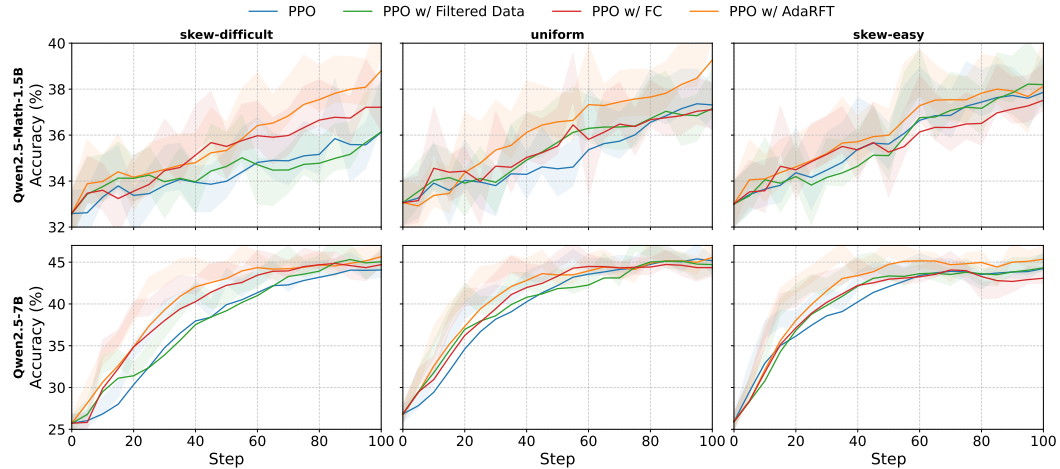 PPO PPO w/ Filtered Data PPO w/ FC PPO w/ AdaRFT
skew-difficult uniform skew-easy
Qwen2.5-Math-1.5B
Accuracy (%)
40
38
36
34
32
Qwen2.5-7B
Accuracy (%)
45
40
35
30
25
0 20 40 60 80 100 0 20 40 60 80 100 0 20 40 60 80 100
Step Step Step